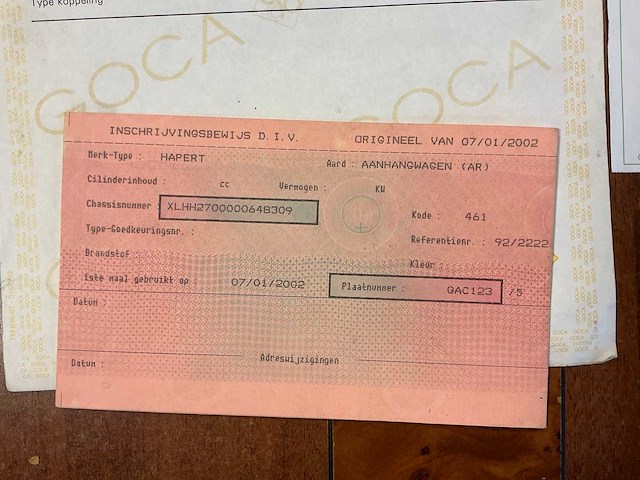 Type koppeling
GOCA
GOCA
INSCHRIJVINGSBEWIJS D.I.V. ORIGINEEL VAN 07/01/2002
Merk-Type : HAPERT Aard : AANHANGWAGEN (AR)
Cilinderinhoud : cc Vermogen : KW
Chassisnummer : XLHH2700000648309 Kode : 461
Type-Goedkeuringsnr. : Referentienr. : 92/2222
Brandstof : Kleur :
1ste maal gebruikt op : 07/01/2002 Plaatnummer : QAC123 /5
Datum :
Adreswijzigingen
Datum :